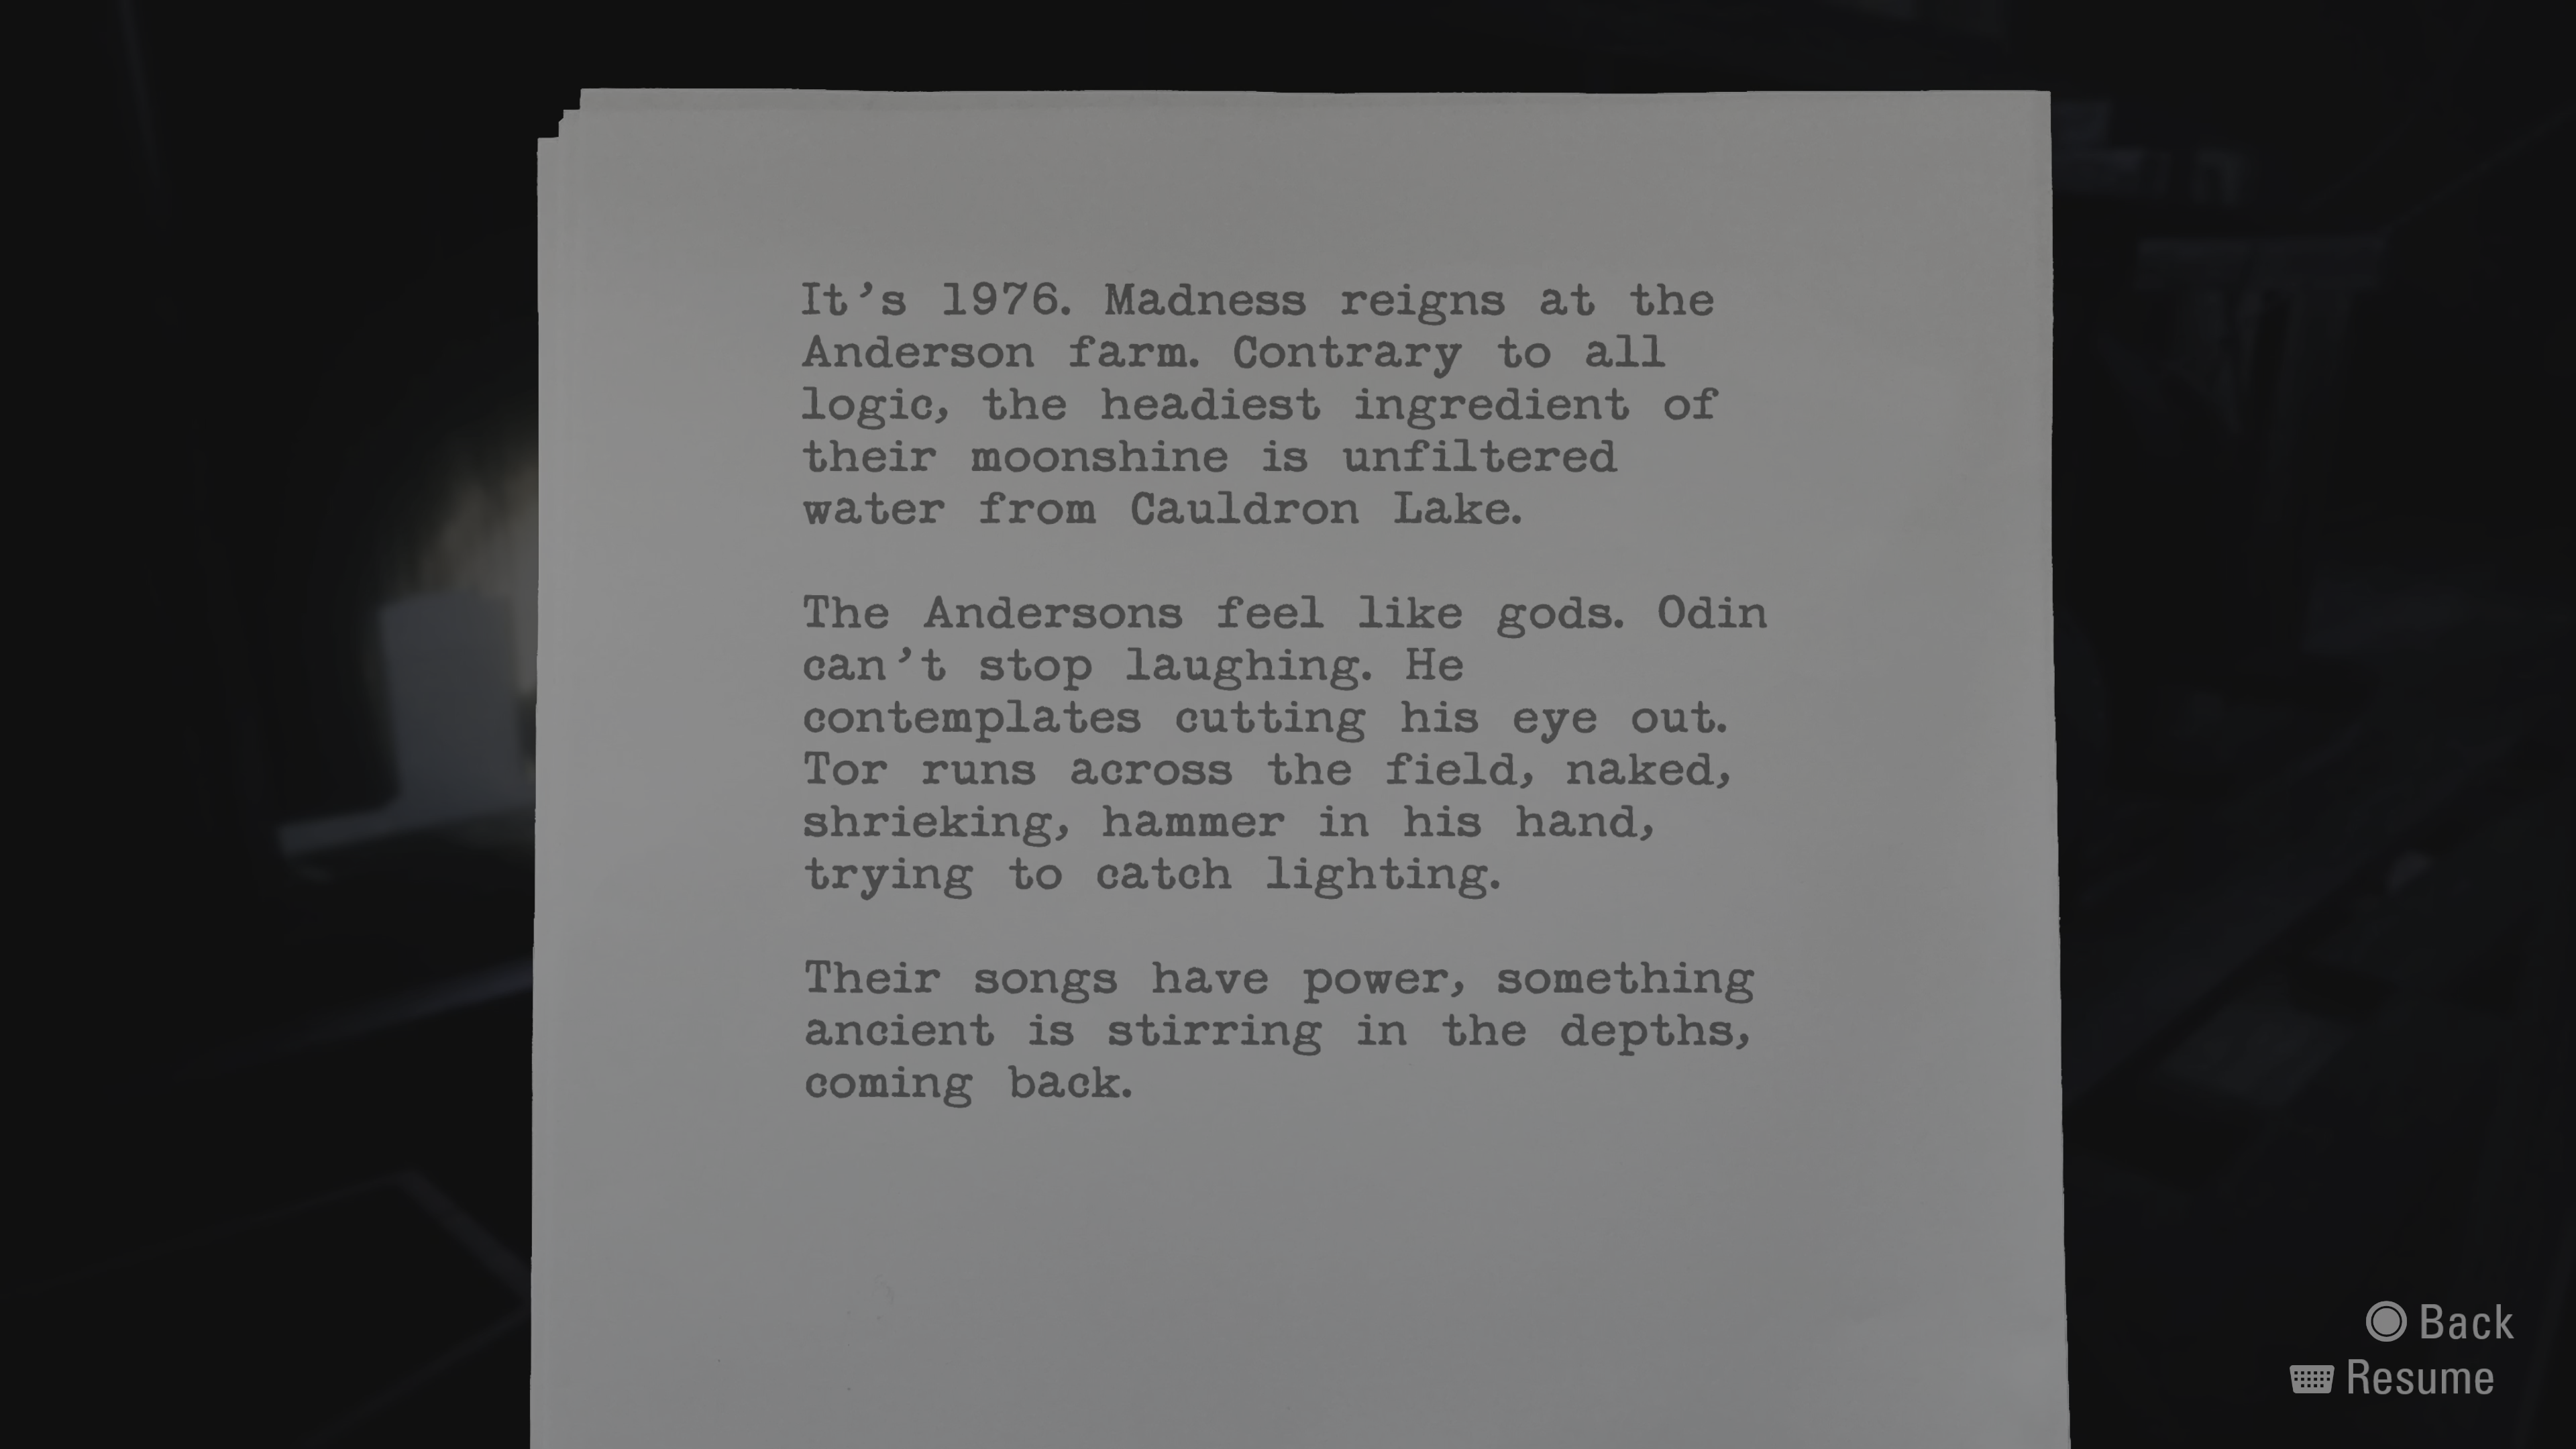 It’s 1976. Madness reigns at the
Anderson farm. Contrary to all
logic, the headiest ingredient of
their moonshine is unfiltered
water from Cauldron Lake.
The Andersons feel like gods. Odin
can’t stop laughing. He
contemplates cutting his eye out.
Tor runs across the field, naked,
shrieking, hammer in his hand,
trying to catch lighting.
Their songs have power, something
ancient is stirring in the depths,
coming back.
Back
Resume